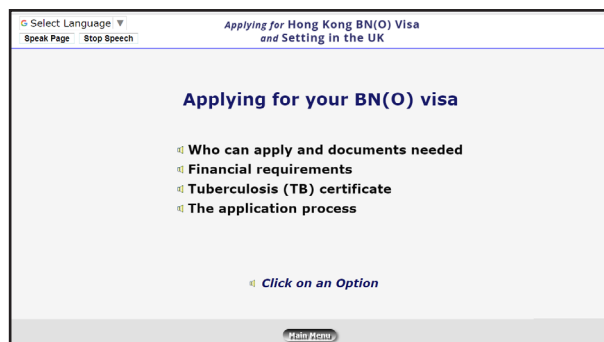 G Select Language ▼
Speak Page Stop Speech
Applying for Hong Kong BN(O) Visa
and Setting in the UK
Applying for your BN(O) visa
Who can apply and documents needed
Financial requirements
Tuberculosis (TB) certificate
The application process
Click on an Option
Main Menu